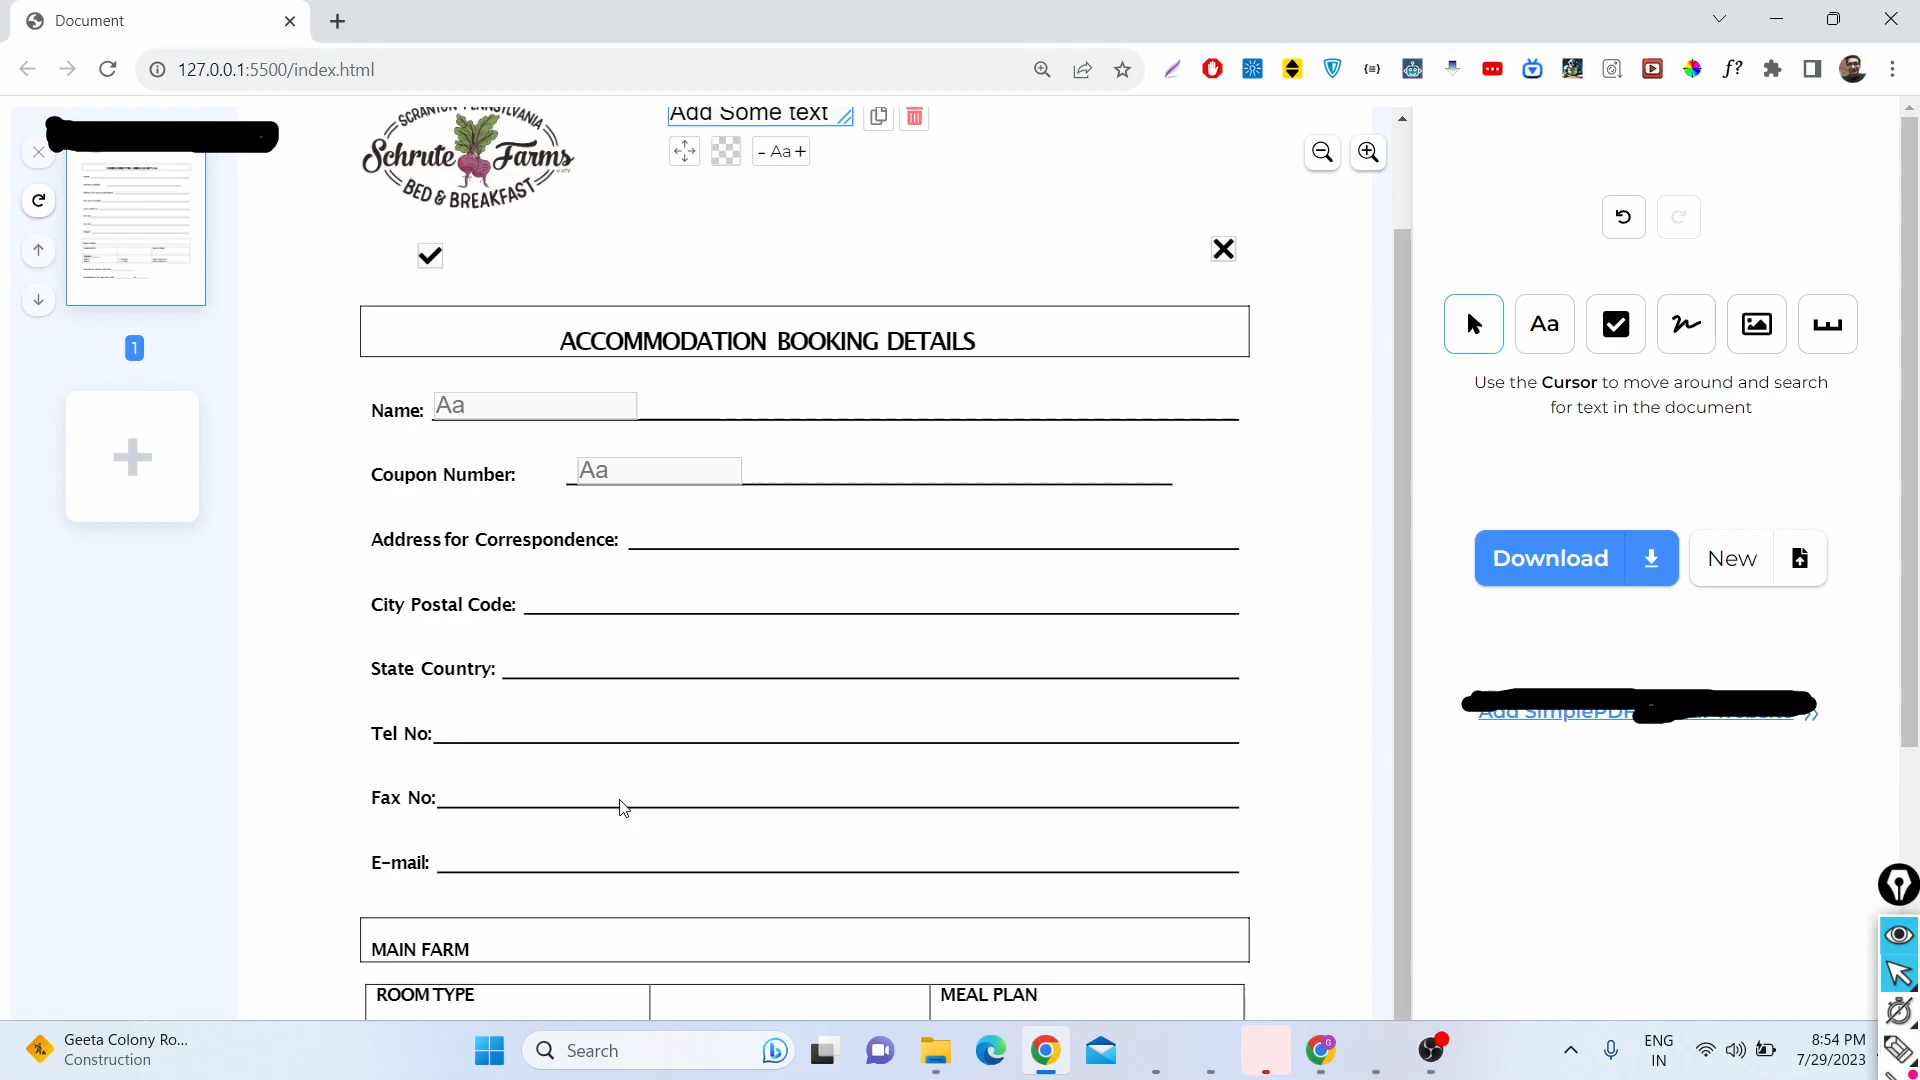 Document
127.0.0.1:5500/index.html
SCRANTON PENNSYLVANIA
Schrute Farms
BED & BREAKFAST
Add Some text
- Aa +
ACCOMMODATION BOOKING DETAILS
Name: Aa
Coupon Number: Aa
Address for Correspondence:
City Postal Code:
State Country:
Tel No:
Fax No:
E-mail:
MAIN FARM
ROOM TYPE MEAL PLAN
1
Aa
Use the Cursor to move around and search
for text in the document
Download
New
Add SimplePDF
Geeta Colony Ro...
Construction
Search
ENG
IN
8:54 PM
7/29/2023